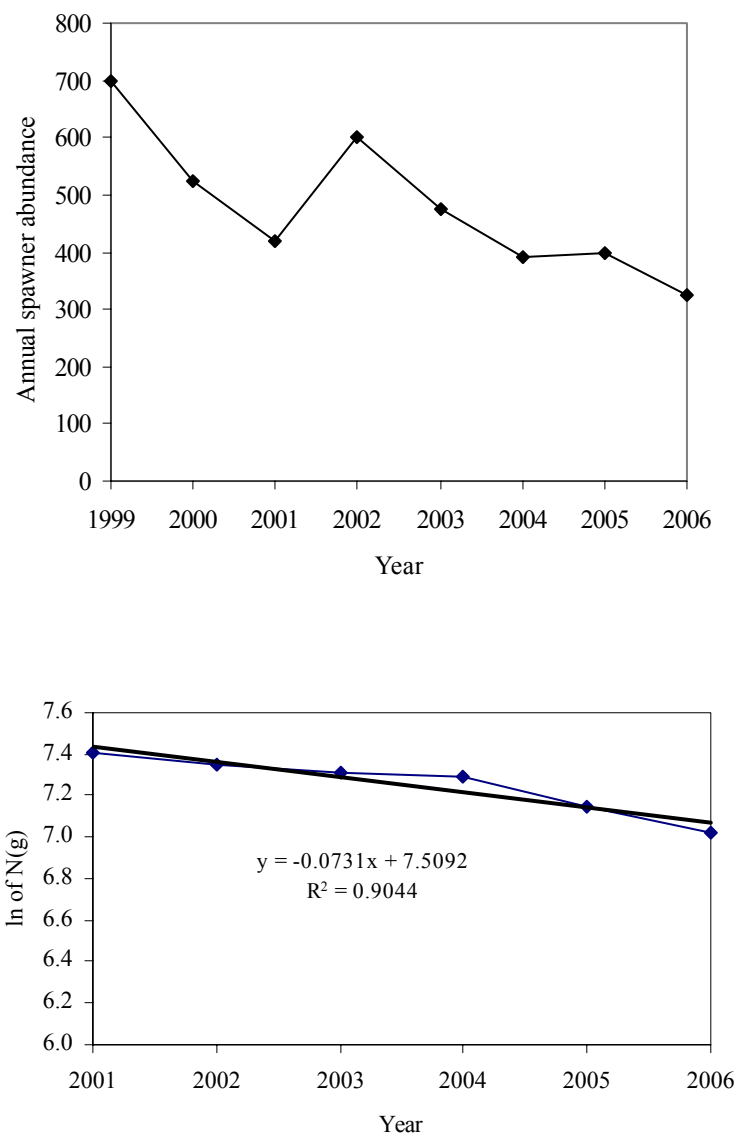 800
700
600
500
400
300
200
100
0
Annual spawner abundance
1999 2000 2001 2002 2003 2004 2005 2006
Year
7.6
7.4
7.2
7.0
6.8
6.6
6.4
6.2
6.0
ln of N(g)
y = -0.0731x + 7.5092
R² = 0.9044
2001 2002 2003 2004 2005 2006
Year